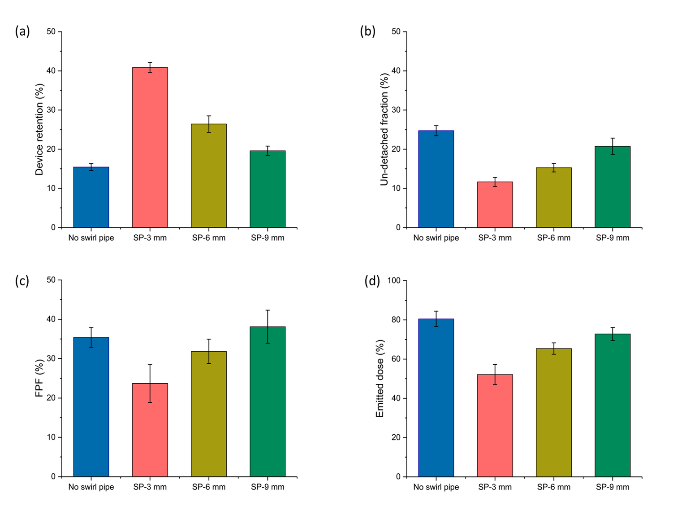 (a)
Device retention (%)
50
40
30
20
10
0
No swirl pipe SP-3 mm SP-6 mm SP-9 mm
(b)
Un-detached fraction (%)
50
40
30
20
10
0
No swirl pipe SP-3 mm SP-6 mm SP-9 mm
(c)
FPF (%)
50
40
30
20
10
0
No swirl pipe SP-3 mm SP-6 mm SP-9 mm
(d)
Emitted dose (%)
100
80
60
40
20
0
No swirl pipe SP-3 mm SP-6 mm SP-9 mm